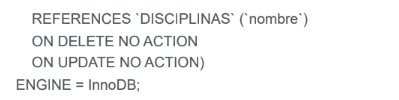 REFERENCES `DISCIPLINAS` (`nombre`)
ON DELETE NO ACTION
ON UPDATE NO ACTION)
ENGINE = InnoDB;